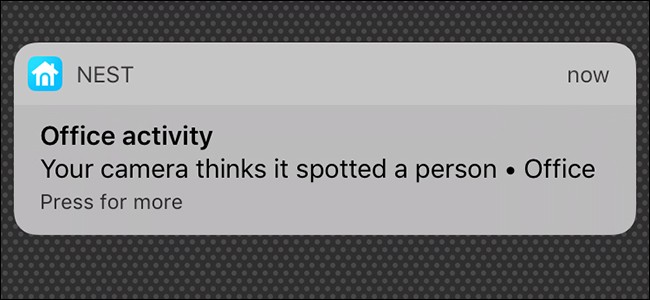 NEST now
Office activity
Your camera thinks it spotted a person • Office
Press for more